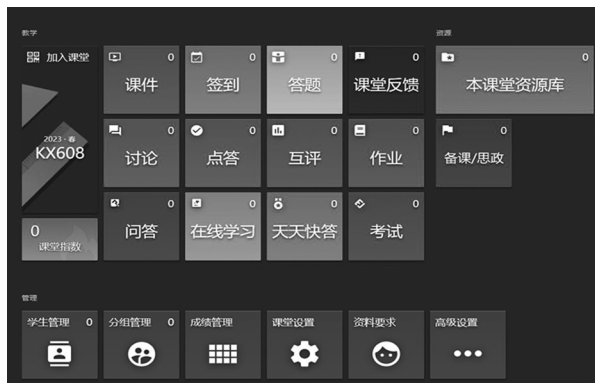 教学
资源
加入课堂
2023 - 春
KX608
0
课堂指数
0
课件
0
签到
0
答题
0
课堂反馈
0
本课堂资源库
0
讨论
0
点答
0
互评
0
作业
0
备课/思政
0
问答
0
在线学习
0
天天快答
0
考试
管理
学生管理 0
分组管理 0
成绩管理
课堂设置
资料要求
高级设置